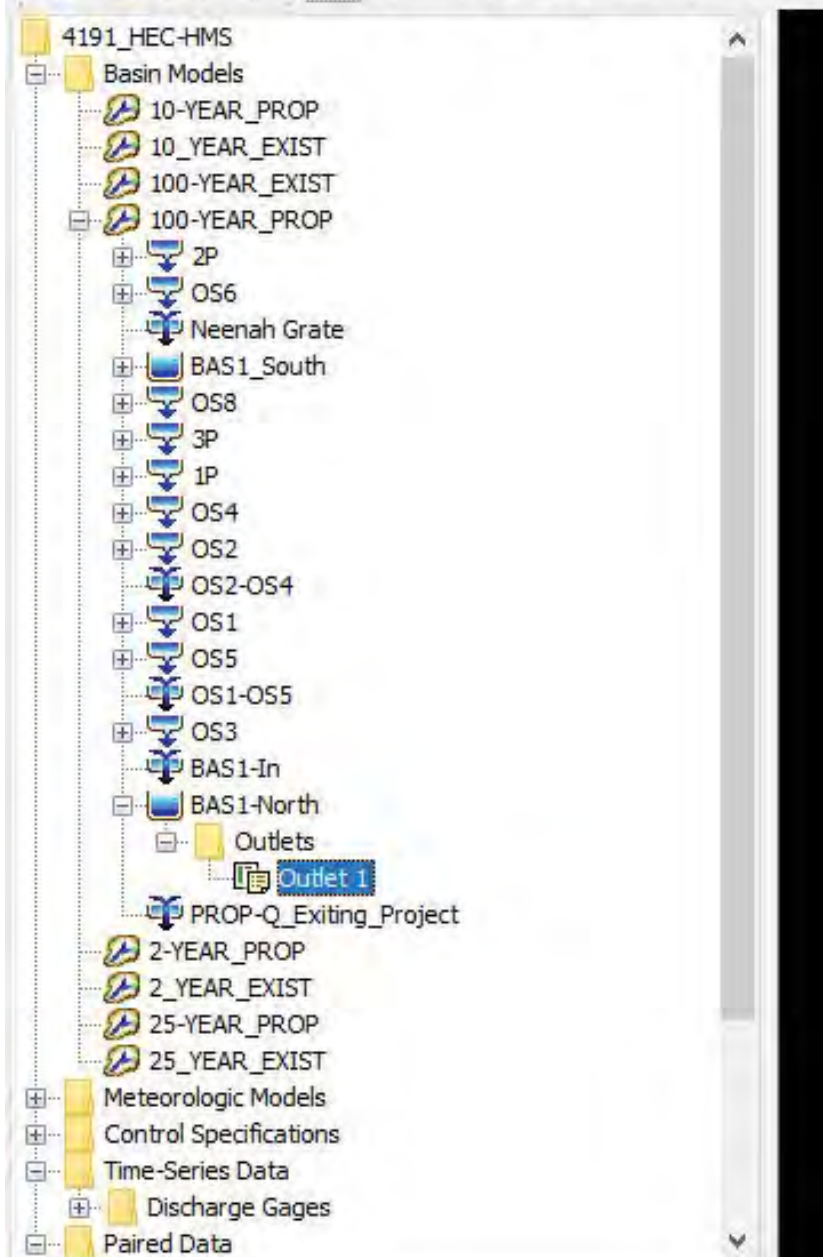 4191_HEC-HMS
Basin Models
10-YEAR_PROP
10_YEAR_EXIST
100-YEAR_EXIST
100-YEAR_PROP
2P
OS6
Neenah Grate
BAS1_South
OS8
3P
1P
OS4
OS2
OS2-OS4
OS1
OS5
OS1-OS5
OS3
BAS1-In
BAS1-North
Outlets
Outlet 1
PROP-Q_Exiting_Project
2-YEAR_PROP
2_YEAR_EXIST
25-YEAR_PROP
25_YEAR_EXIST
Meteorologic Models
Control Specifications
Time-Series Data
Discharge Gages
Paired Data